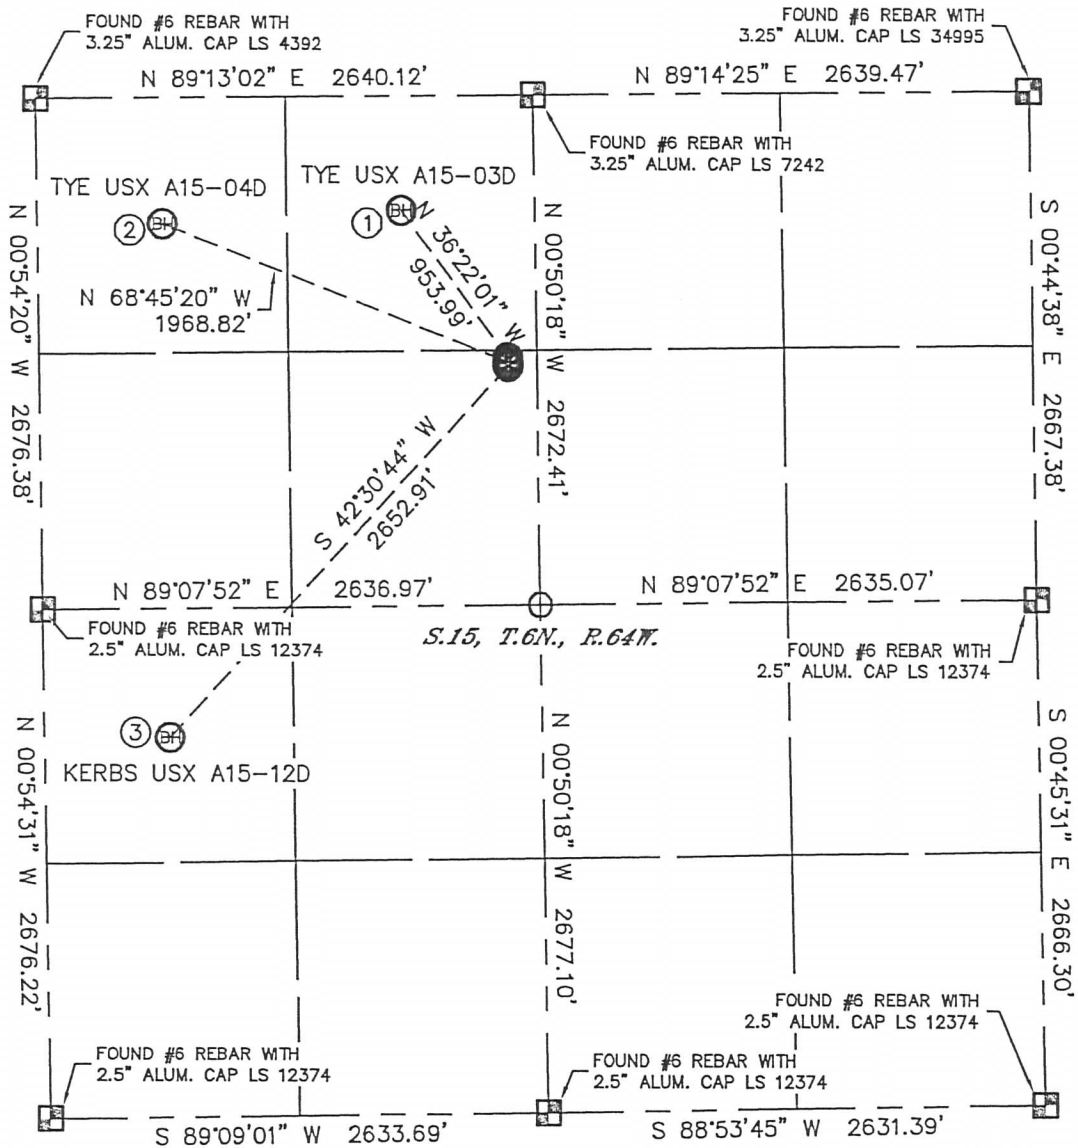 FOUND #6 REBAR WITH
3.25" ALUM. CAP LS 4392
FOUND #6 REBAR WITH
3.25" ALUM. CAP LS 34995
N 89°13'02" E 2640.12'
N 89°14'25" E 2639.47'
FOUND #6 REBAR WITH
3.25" ALUM. CAP LS 7242
TYE USX A15-04D
TYE USX A15-03D
2
BH
1
BH
N 36°22'01" W
953.99'
N 68°45'20" W
1968.82'
N 00°54'20" W 2676.38'
N 00°50'18" W 2672.41'
S 00°44'38" E 2667.38'
S 42°30'44" W
2652.91'
N 89°07'52" E 2636.97'
N 89°07'52" E 2635.07'
FOUND #6 REBAR WITH
2.5" ALUM. CAP LS 12374
S.15, T.6N., R.64W.
FOUND #6 REBAR WITH
2.5" ALUM. CAP LS 12374
3
BH
KERBS USX A15-12D
N 00°54'31" W 2676.22'
N 00°50'18" W 2677.10'
S 00°45'31" E 2666.30'
FOUND #6 REBAR WITH
2.5" ALUM. CAP LS 12374
FOUND #6 REBAR WITH
2.5" ALUM. CAP LS 12374
FOUND #6 REBAR WITH
2.5" ALUM. CAP LS 12374
S 89°09'01" W 2633.69'
S 88°53'45" W 2631.39'